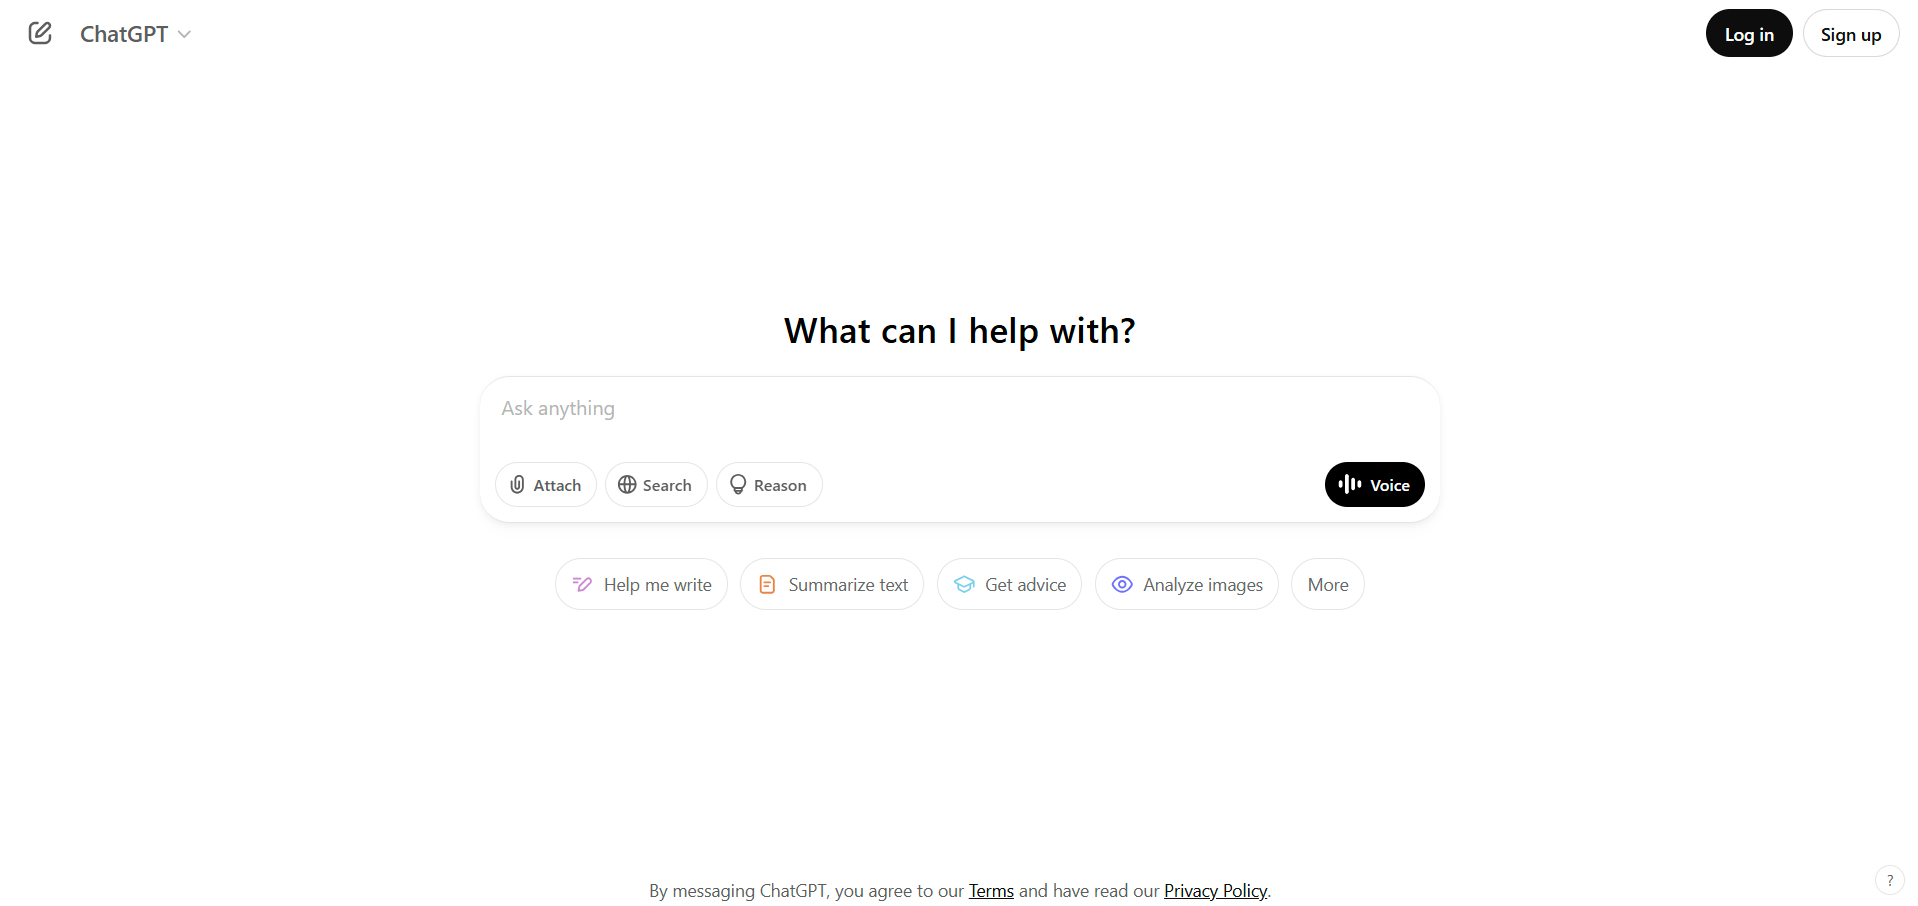 ChatGPT
Log in
Sign up
What can I help with?
Ask anything
Attach
Search
Reason
Voice
Help me write
Summarize text
Get advice
Analyze images
More
By messaging ChatGPT, you agree to our Terms and have read our Privacy Policy.
?